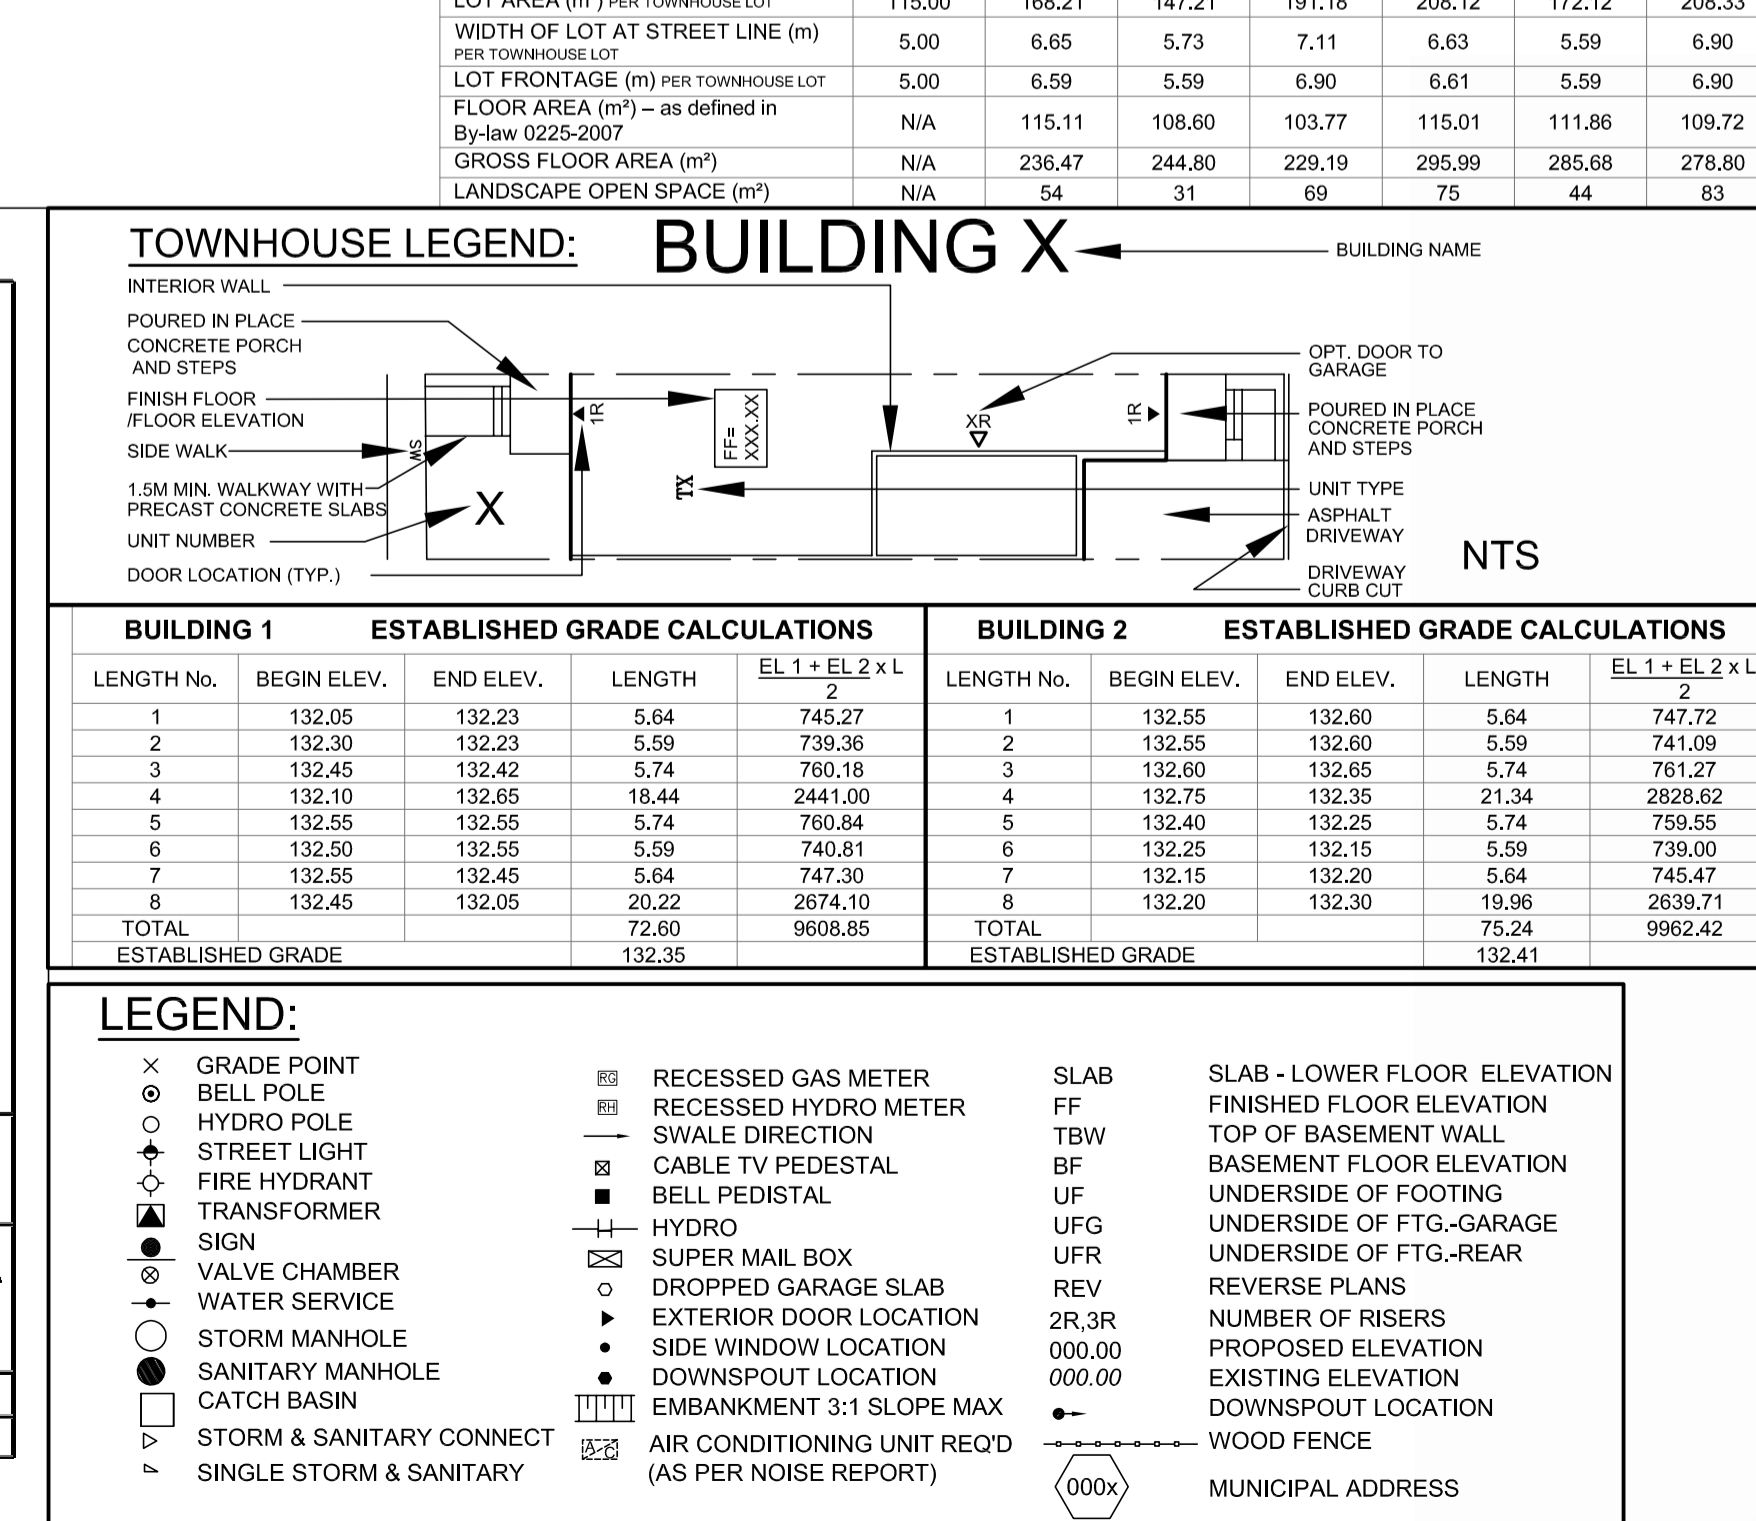 LOT AREA (m²) PER TOWNHOUSE LOT 115.00 168.21 147.21 191.18 208.12 172.12 208.33
WIDTH OF LOT AT STREET LINE (m) PER TOWNHOUSE LOT 5.00 6.65 5.73 7.11 6.63 5.59 6.90
LOT FRONTAGE (m) PER TOWNHOUSE LOT 5.00 6.59 5.59 6.90 6.61 5.59 6.90
FLOOR AREA (m²) – as defined in By-law 0225-2007 N/A 115.11 108.60 103.77 115.01 111.86 109.72
GROSS FLOOR AREA (m²) N/A 236.47 244.80 229.19 295.99 285.68 278.80
LANDSCAPE OPEN SPACE (m²) N/A 54 31 69 75 44 83
TOWNHOUSE LEGEND:
BUILDING X
BUILDING NAME
INTERIOR WALL
POURED IN PLACE
CONCRETE PORCH
AND STEPS
FINISH FLOOR
/FLOOR ELEVATION
SIDE WALK
1.5M MIN. WALKWAY WITH
PRECAST CONCRETE SLABS
UNIT NUMBER
DOOR LOCATION (TYP.)
SW
X
1R
FF=
XXX.XX
TX
XR
1R
OPT. DOOR TO
GARAGE
POURED IN PLACE
CONCRETE PORCH
AND STEPS
UNIT TYPE
ASPHALT
DRIVEWAY
DRIVEWAY
CURB CUT
NTS
BUILDING 1 ESTABLISHED GRADE CALCULATIONS
LENGTH No. BEGIN ELEV. END ELEV. LENGTH EL 1 + EL 2 x L
2
1 132.05 132.23 5.64 745.27
2 132.30 132.23 5.59 739.36
3 132.45 132.42 5.74 760.18
4 132.10 132.65 18.44 2441.00
5 132.55 132.55 5.74 760.84
6 132.50 132.55 5.59 740.81
7 132.55 132.45 5.64 747.30
8 132.45 132.05 20.22 2674.10
TOTAL 72.60 9608.85
ESTABLISHED GRADE 132.35
BUILDING 2 ESTABLISHED GRADE CALCULATIONS
LENGTH No. BEGIN ELEV. END ELEV. LENGTH EL 1 + EL 2 x L
2
1 132.55 132.60 5.64 747.72
2 132.55 132.60 5.59 741.09
3 132.60 132.65 5.74 761.27
4 132.75 132.35 21.34 2828.62
5 132.40 132.25 5.74 759.55
6 132.25 132.15 5.59 739.00
7 132.15 132.20 5.64 745.47
8 132.20 132.30 19.96 2639.71
TOTAL 75.24 9962.42
ESTABLISHED GRADE 132.41
LEGEND:
GRADE POINT
BELL POLE
HYDRO POLE
STREET LIGHT
FIRE HYDRANT
TRANSFORMER
SIGN
VALVE CHAMBER
WATER SERVICE
STORM MANHOLE
SANITARY MANHOLE
CATCH BASIN
STORM & SANITARY CONNECT
SINGLE STORM & SANITARY
RG RECESSED GAS METER
RH RECESSED HYDRO METER
SWALE DIRECTION
CABLE TV PEDESTAL
BELL PEDISTAL
H HYDRO
SUPER MAIL BOX
DROPPED GARAGE SLAB
EXTERIOR DOOR LOCATION
SIDE WINDOW LOCATION
DOWNSPOUT LOCATION
EMBANKMENT 3:1 SLOPE MAX
A/C AIR CONDITIONING UNIT REQ'D
(AS PER NOISE REPORT)
SLAB SLAB - LOWER FLOOR ELEVATION
FF FINISHED FLOOR ELEVATION
TBW TOP OF BASEMENT WALL
BF BASEMENT FLOOR ELEVATION
UF UNDERSIDE OF FOOTING
UFG UNDERSIDE OF FTG.-GARAGE
UFR UNDERSIDE OF FTG.-REAR
REV REVERSE PLANS
2R,3R NUMBER OF RISERS
000.00 PROPOSED ELEVATION
000.00 EXISTING ELEVATION
DOWNSPOUT LOCATION
WOOD FENCE
000x MUNICIPAL ADDRESS